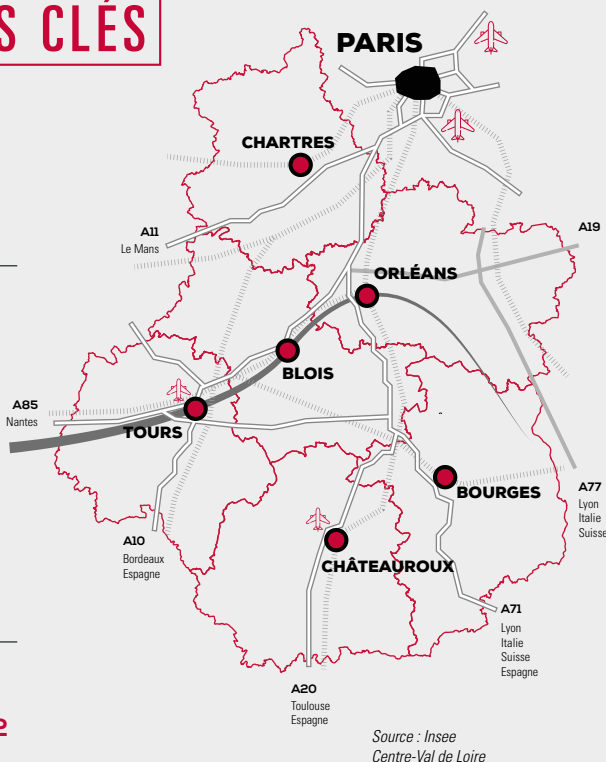 S CLÉS
PARIS
CHARTRES
A11
Le Mans
A19
ORLÉANS
BLOIS
A85
Nantes
TOURS
BOURGES
A77
Lyon
Italie
Suisse
A10
Bordeaux
Espagne
CHÂTEAUROUX
A71
Lyon
Italie
Suisse
Espagne
A20
Toulouse
Espagne
Source : Insee
Centre-Val de Loire